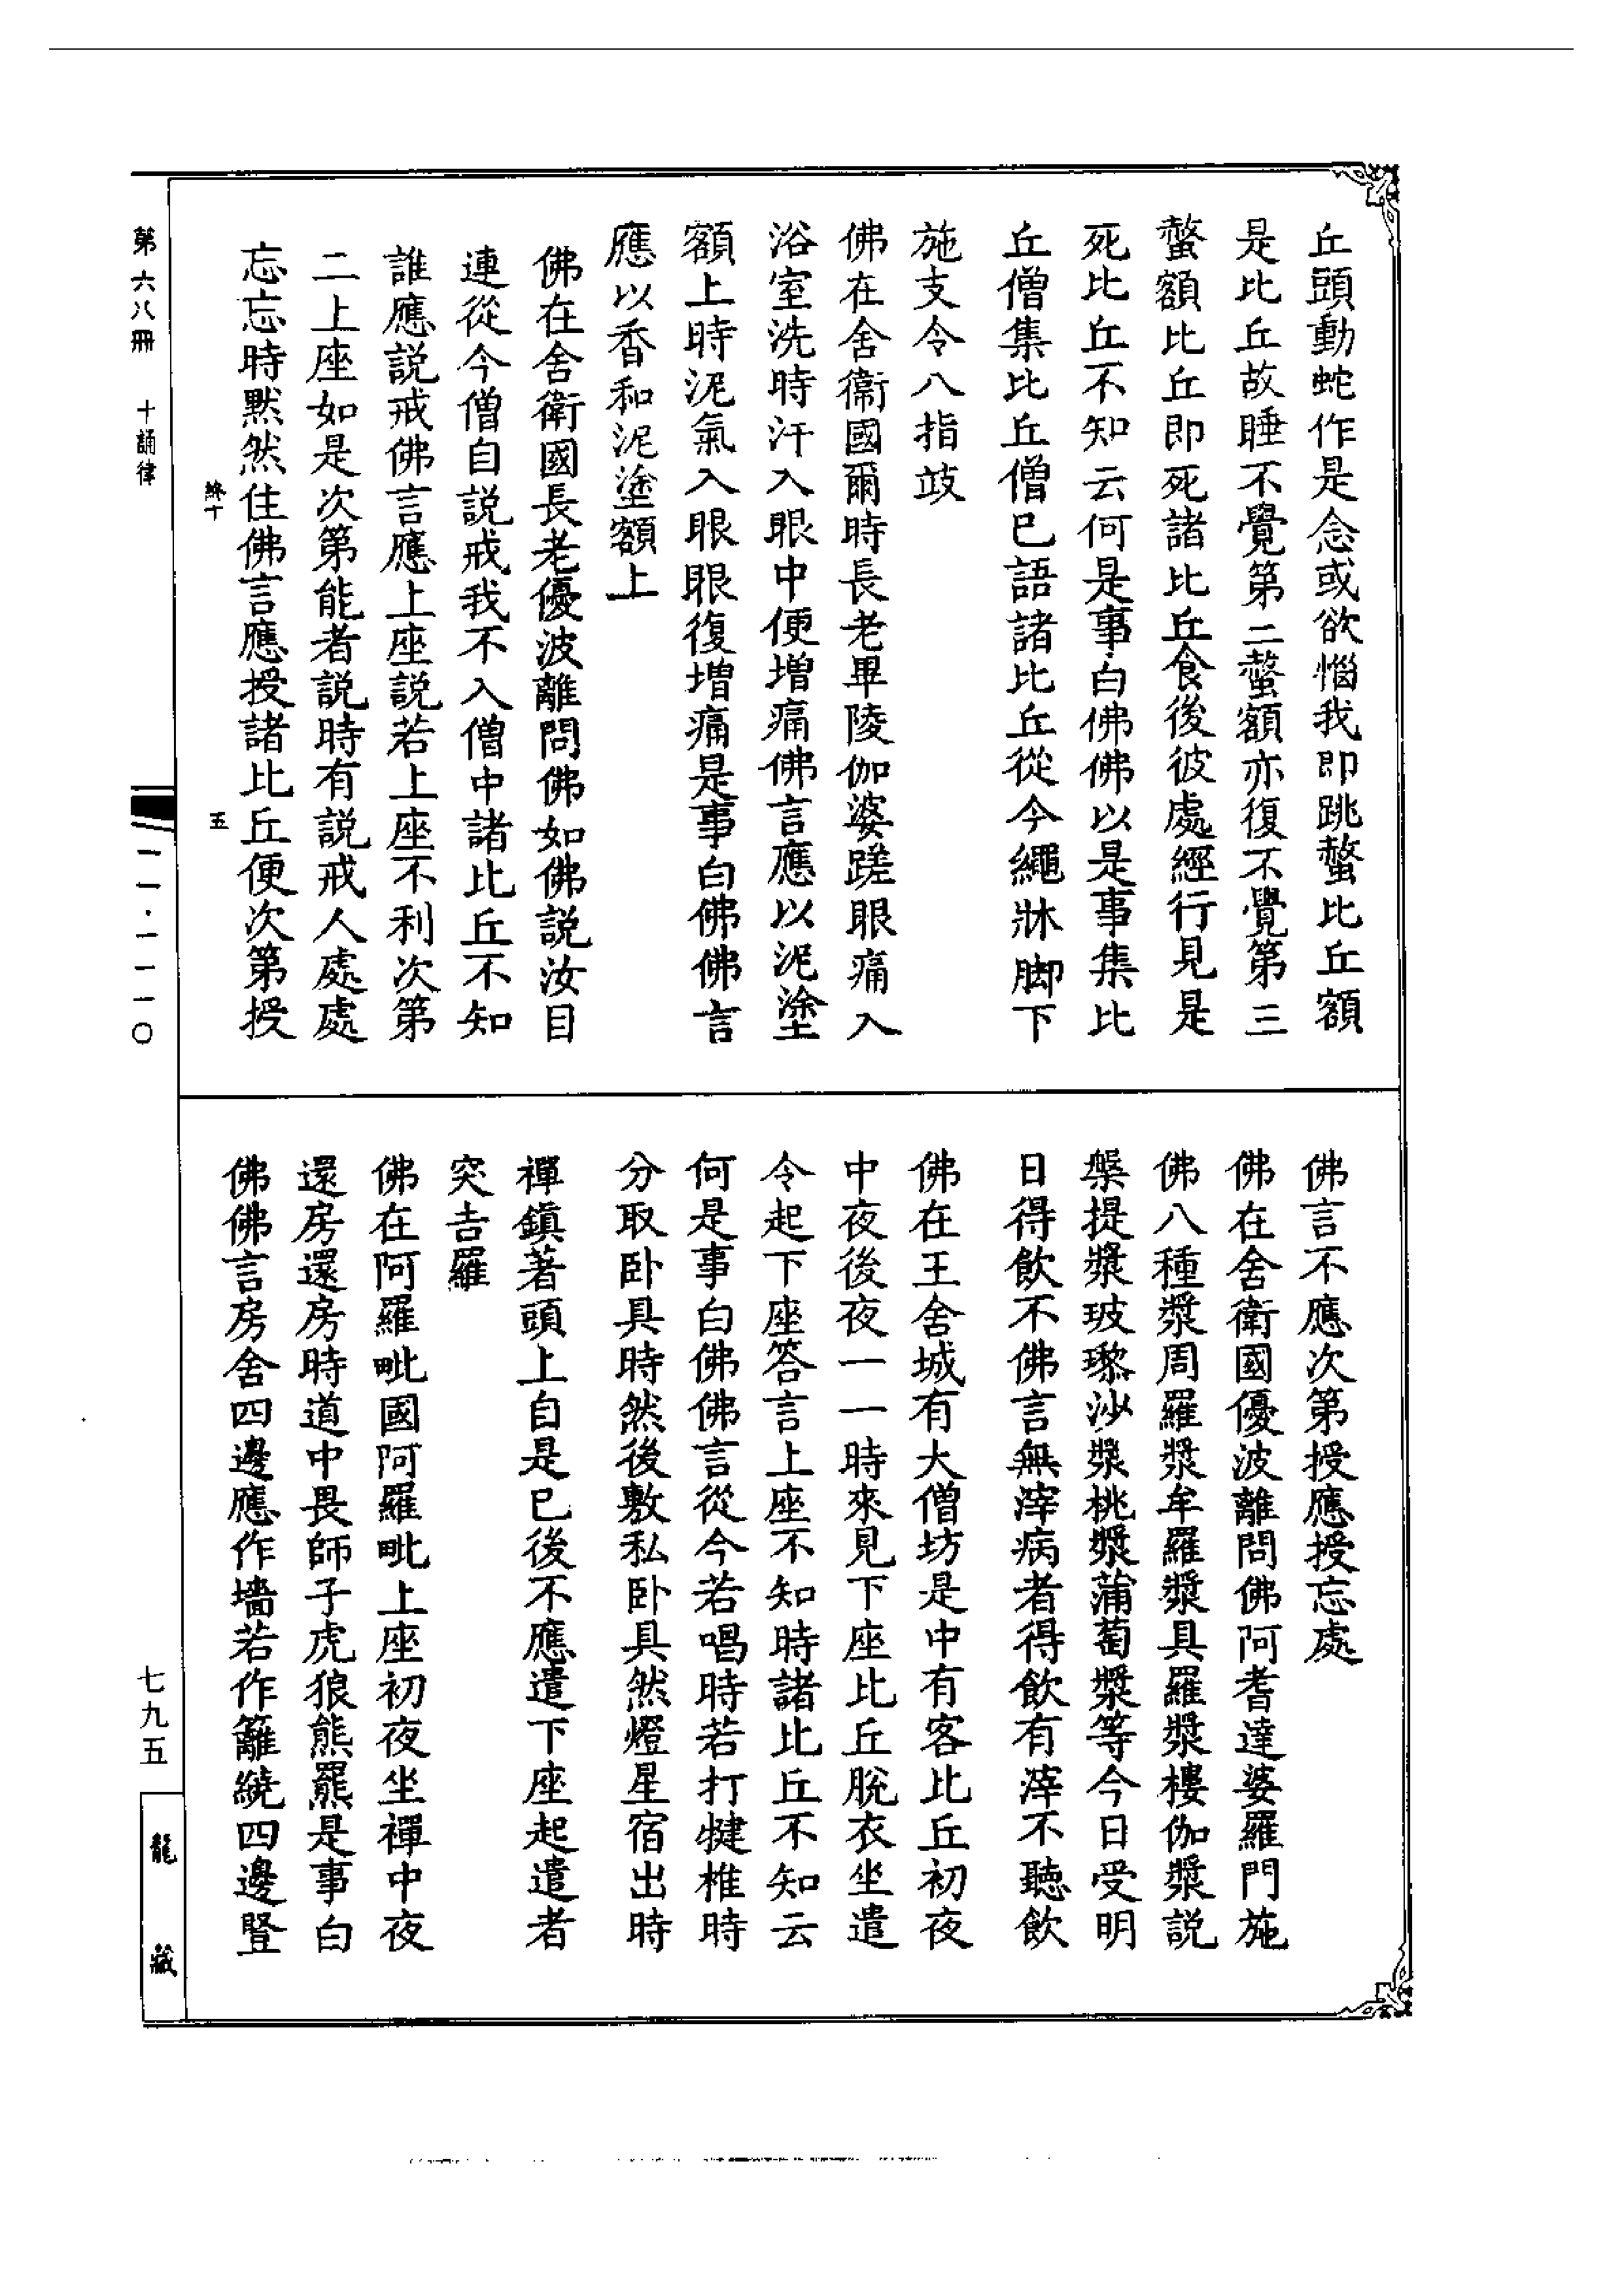 丘頭動蛇作是念或欲惱我即跳螫比丘額
是比丘故睡不覺第二螫額亦復不覺第三
螫額比丘即死諸比丘食後彼處經行見是
死比丘不知云何是事白佛佛以是事集比
丘僧集比丘僧已語諸比丘從今繩牀脚下
施支令八指歧
佛在舍衞國爾時長老畢陵伽婆蹉眼痛入
浴室洗時汗入眼中便增痛佛言應以泥塗
額上時泥氣入眼眼復增痛是事白佛佛言
應以香和泥塗額上
佛在舍衛國長老優波離問佛如佛説汝目
連從今僧自説戒我不入僧中諸比丘不知
誰應説戒佛言應上座説若上座不利次第
二上座如是次第能者説時有説戒人處處
忘忘時默然住佛言應授諸比丘便次第授
佛言不應次第授應授忘處
佛在舍衛國優波離問佛阿耆達婆羅門施
佛八種漿周羅漿牟羅漿具羅漿樓伽漿説
槃提漿玻瓈沙漿桃漿蒲萄漿等今日受明
日得飲不佛言無滓病者得飲有滓不聽飲
佛在王舍城有大僧坊是中有客比丘初夜
中夜後夜一一時來見下座比丘脫衣坐遣
令起下座答言上座不知時諸比丘不知云
何是事白佛佛言從今若唱時若打犍椎時
分取卧具時然後敷私卧具然燈星宿出時
禪鎮著頭上自是已後不應遣下座起遣者
突吉羅
佛在阿羅毗國阿羅毗上座初夜坐禪中夜
還房還房時道中畏師子虎狼熊羆是事白
佛佛言房舍四邊應作墻若作籬繞四邊豎
第六八冊 十誦律
終十 五
一一·一一一〇
七九五
龍藏